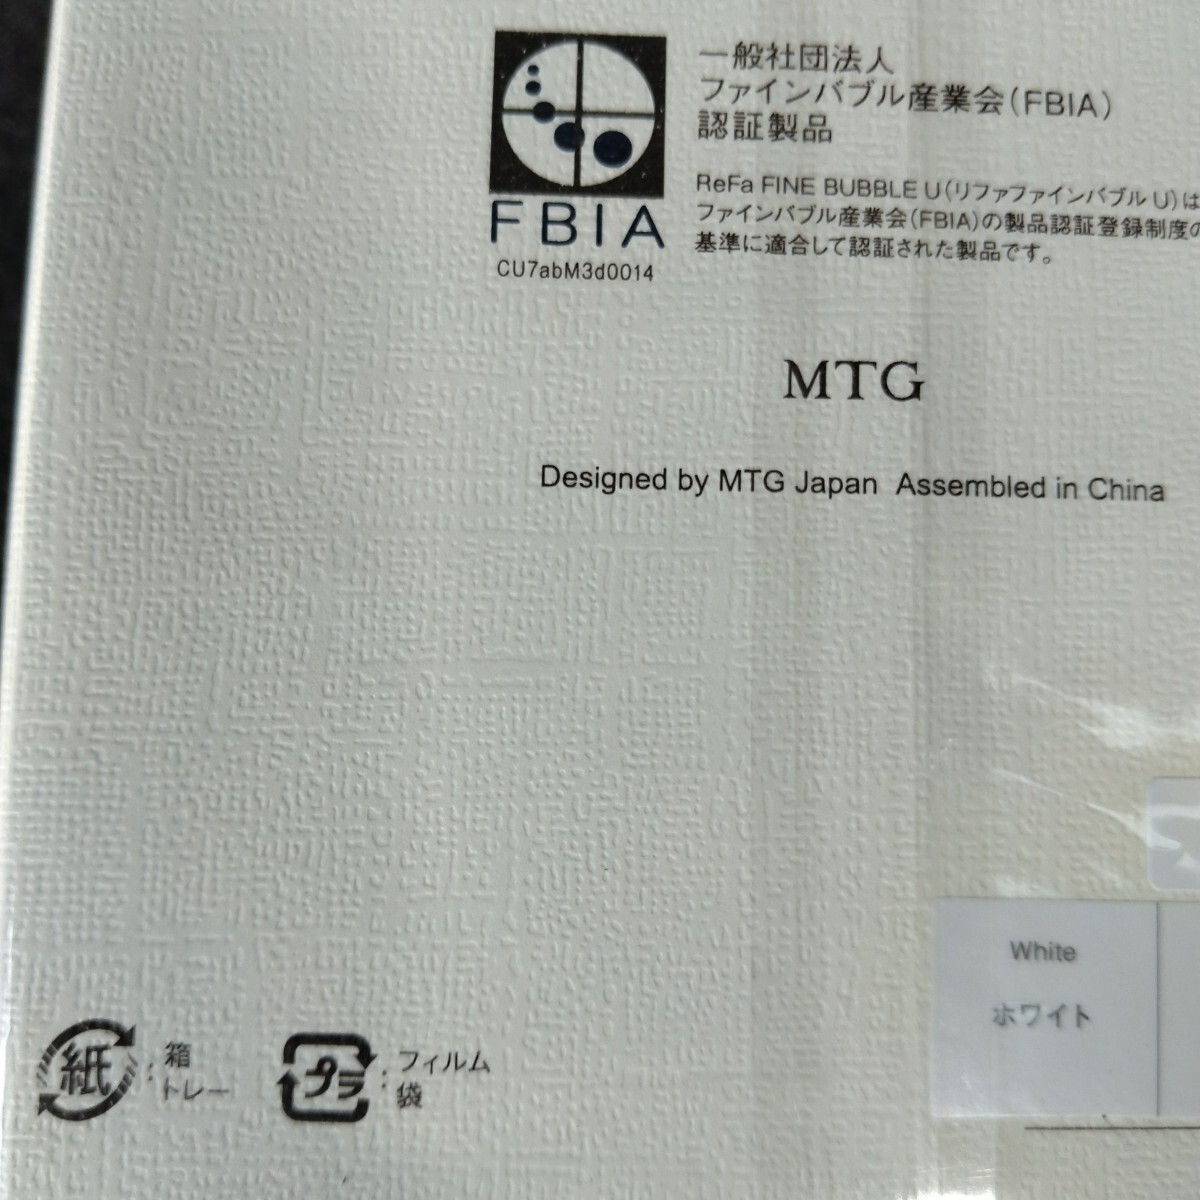 一般社団法人
ファインバブル産業会(FBIA)
認証製品
FBIA
CU7abM3d0014
ReFa FINE BUBBLE U(リファファインバブル U)は
ファインバブル産業会(FBIA)の製品認証登録制度の
基準に適合して認証された製品です。
MTG
Designed by MTG Japan Assembled in China
White
ホワイト
紙:箱
トレー
プラ:フィルム
袋